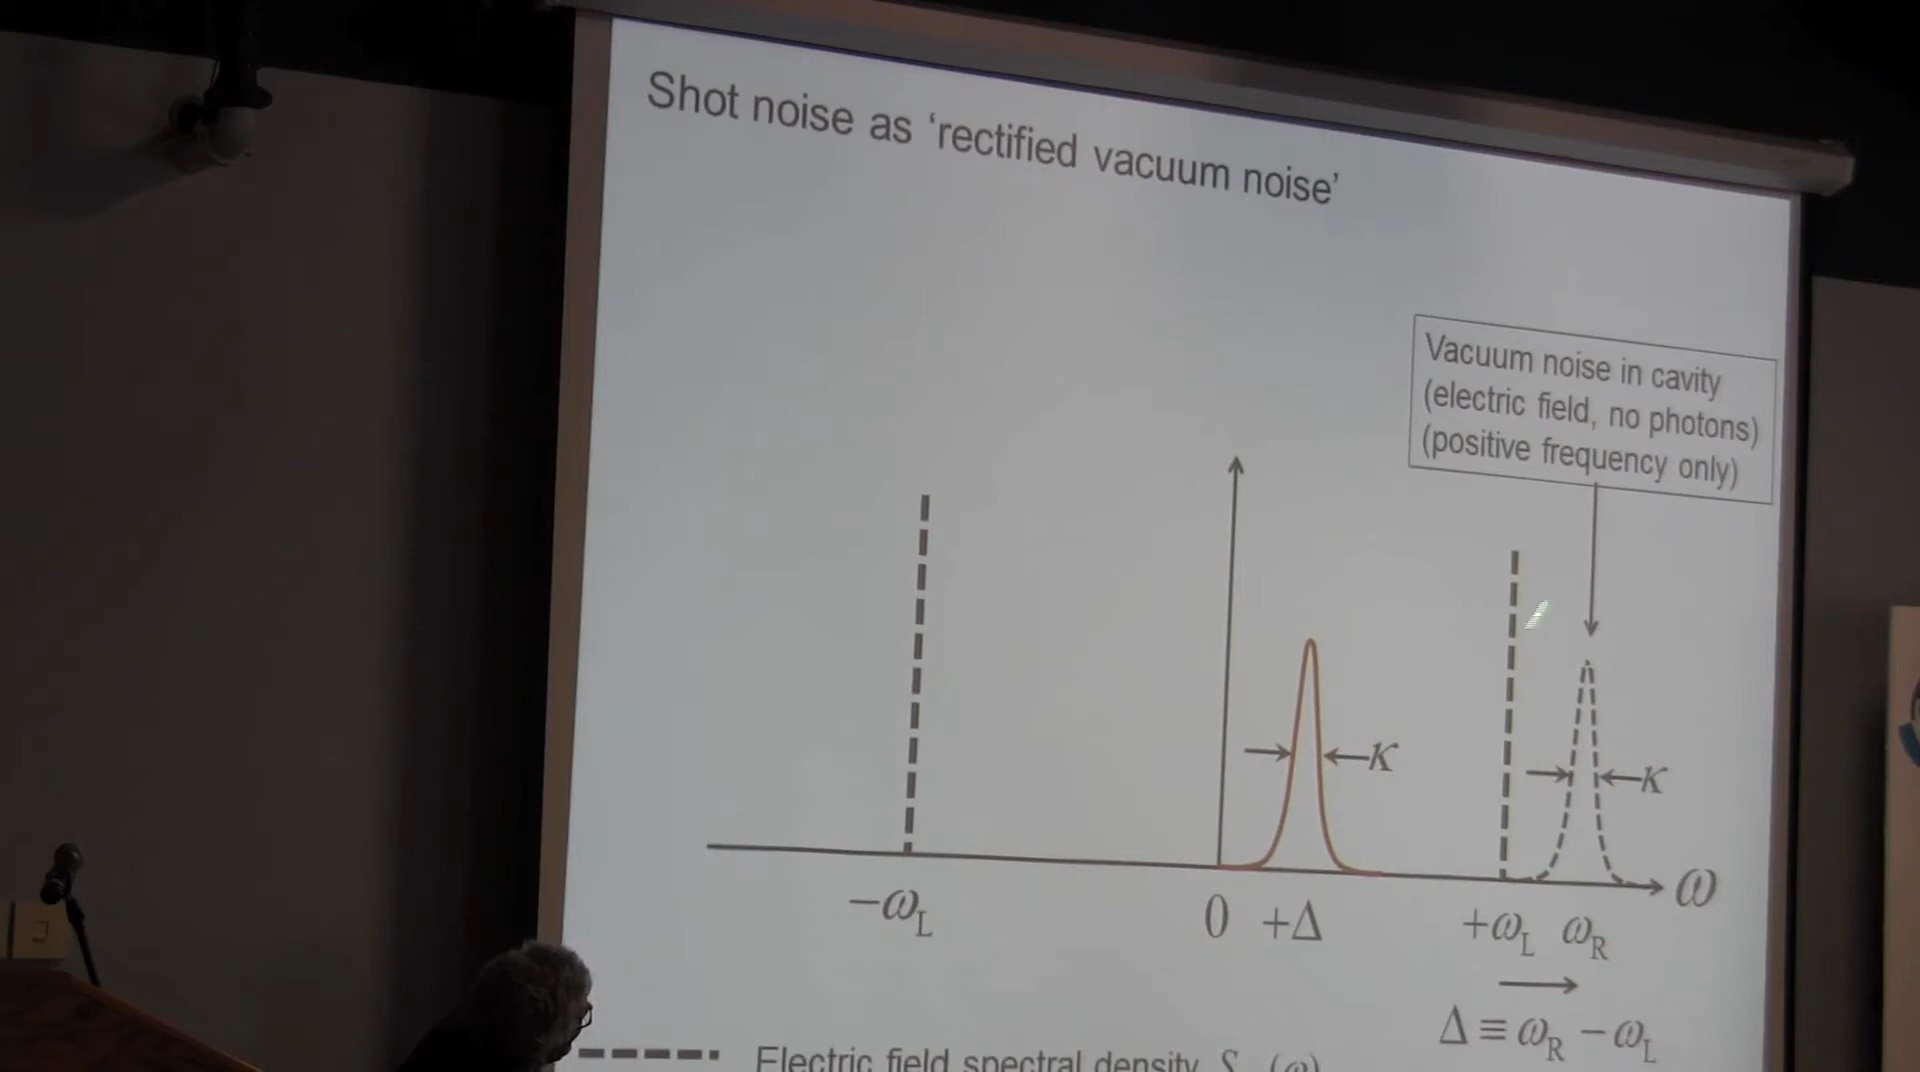 Shot noise as ‘rectified vacuum noise’
Vacuum noise in cavity
(electric field, no photons)
(positive frequency only)
κ
κ
ω
−ω_L
0
+Δ
+ω_L
ω_R
Δ ≡ ω_R − ω_L
Electric field spectral density S (ω)